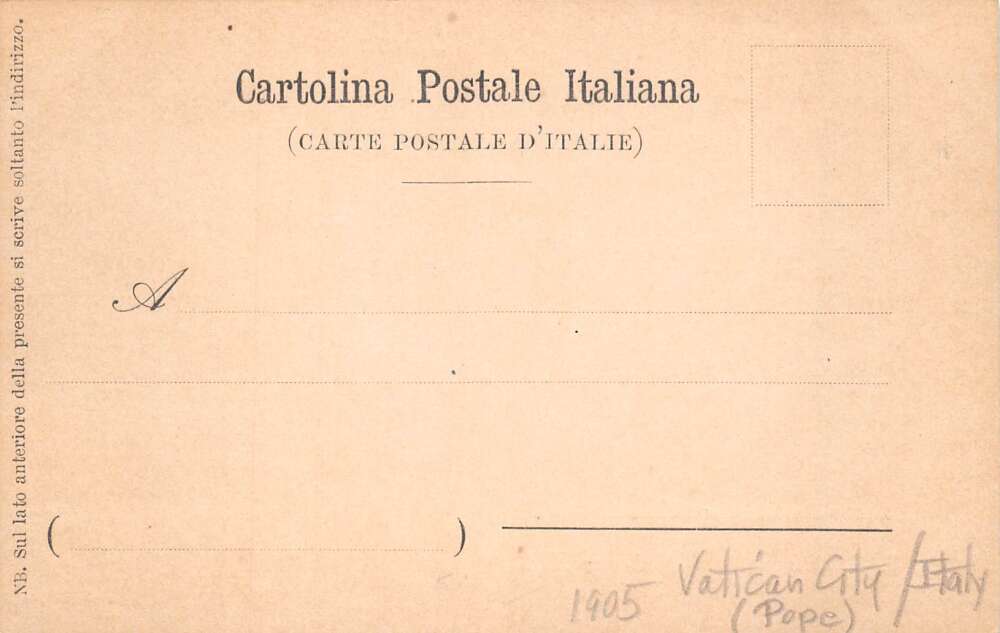 Cartolina Postale Italiana
(CARTE POSTALE D'ITALIE)
A
( )
NB. Sul lato anteriore della presente si scrive soltanto l'indirizzo.
1905 Vatican City / Italy
(Pope)